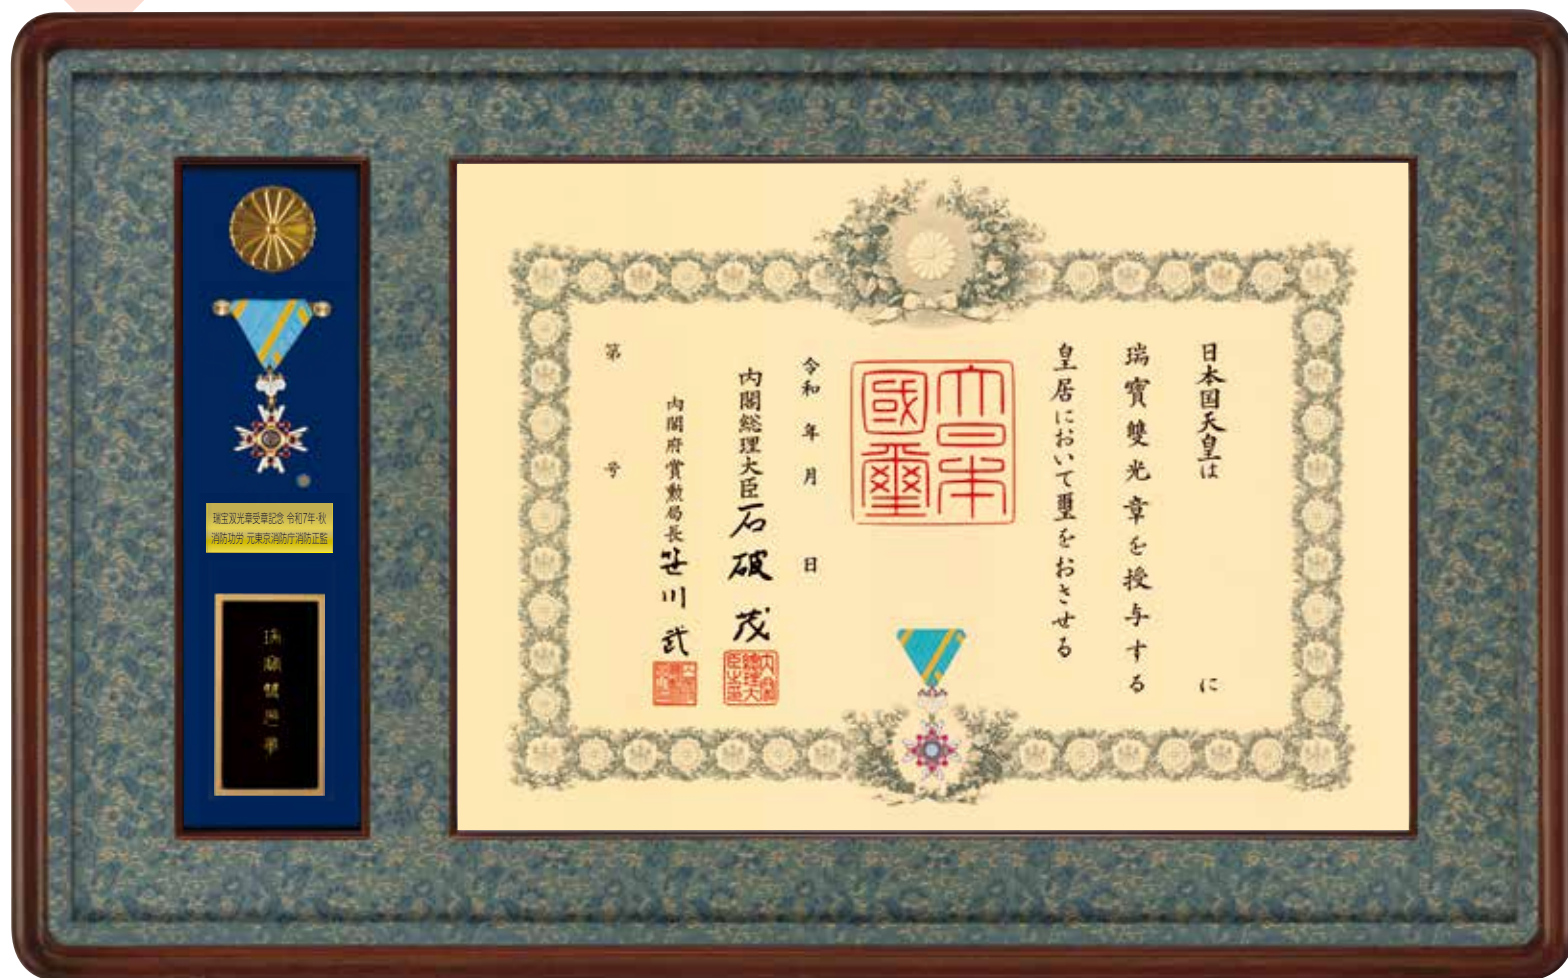 日本国天皇は　に
瑞寶雙光章を授与する
皇居において璽をおさせる
大日本國璽
令和　年　月　日
内閣総理大臣 石破 茂
内閣府賞勲局長 笹川 武
第　号
瑞宝双光章受章記念 令和7年・秋
消防功労 元東京消防庁消防正監